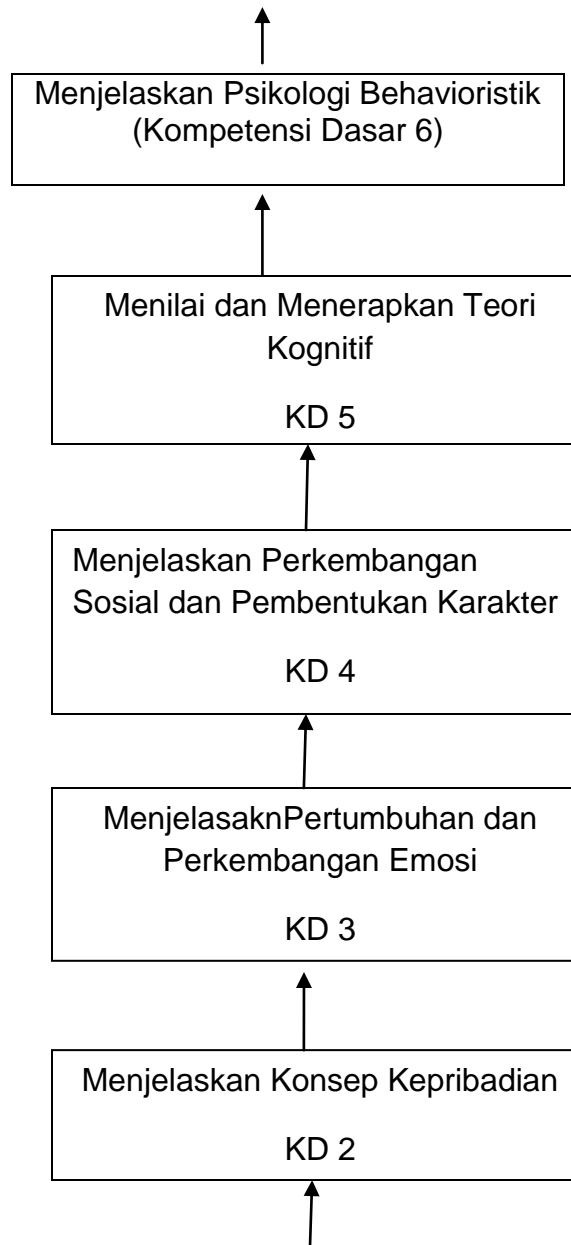 Menjelaskan Psikologi Behavioristik
(Kompetensi Dasar 6)
Menilai dan Menerapkan Teori
Kognitif
KD 5
Menjelaskan Perkembangan
Sosial dan Pembentukan Karakter
KD 4
MenjelasaknPertumbuhan dan
Perkembangan Emosi
KD 3
Menjelaskan Konsep Kepribadian
KD 2